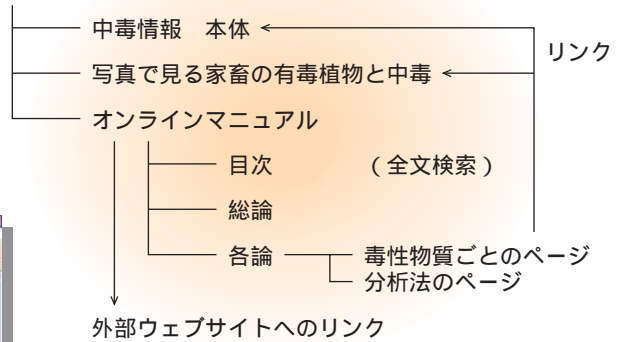 中毒情報　本体
リンク
写真で見る家畜の有毒植物と中毒
オンラインマニュアル
目次　（全文検索）
総論
各論　毒性物質ごとのページ
分析法のページ
外部ウェブサイトへのリンク